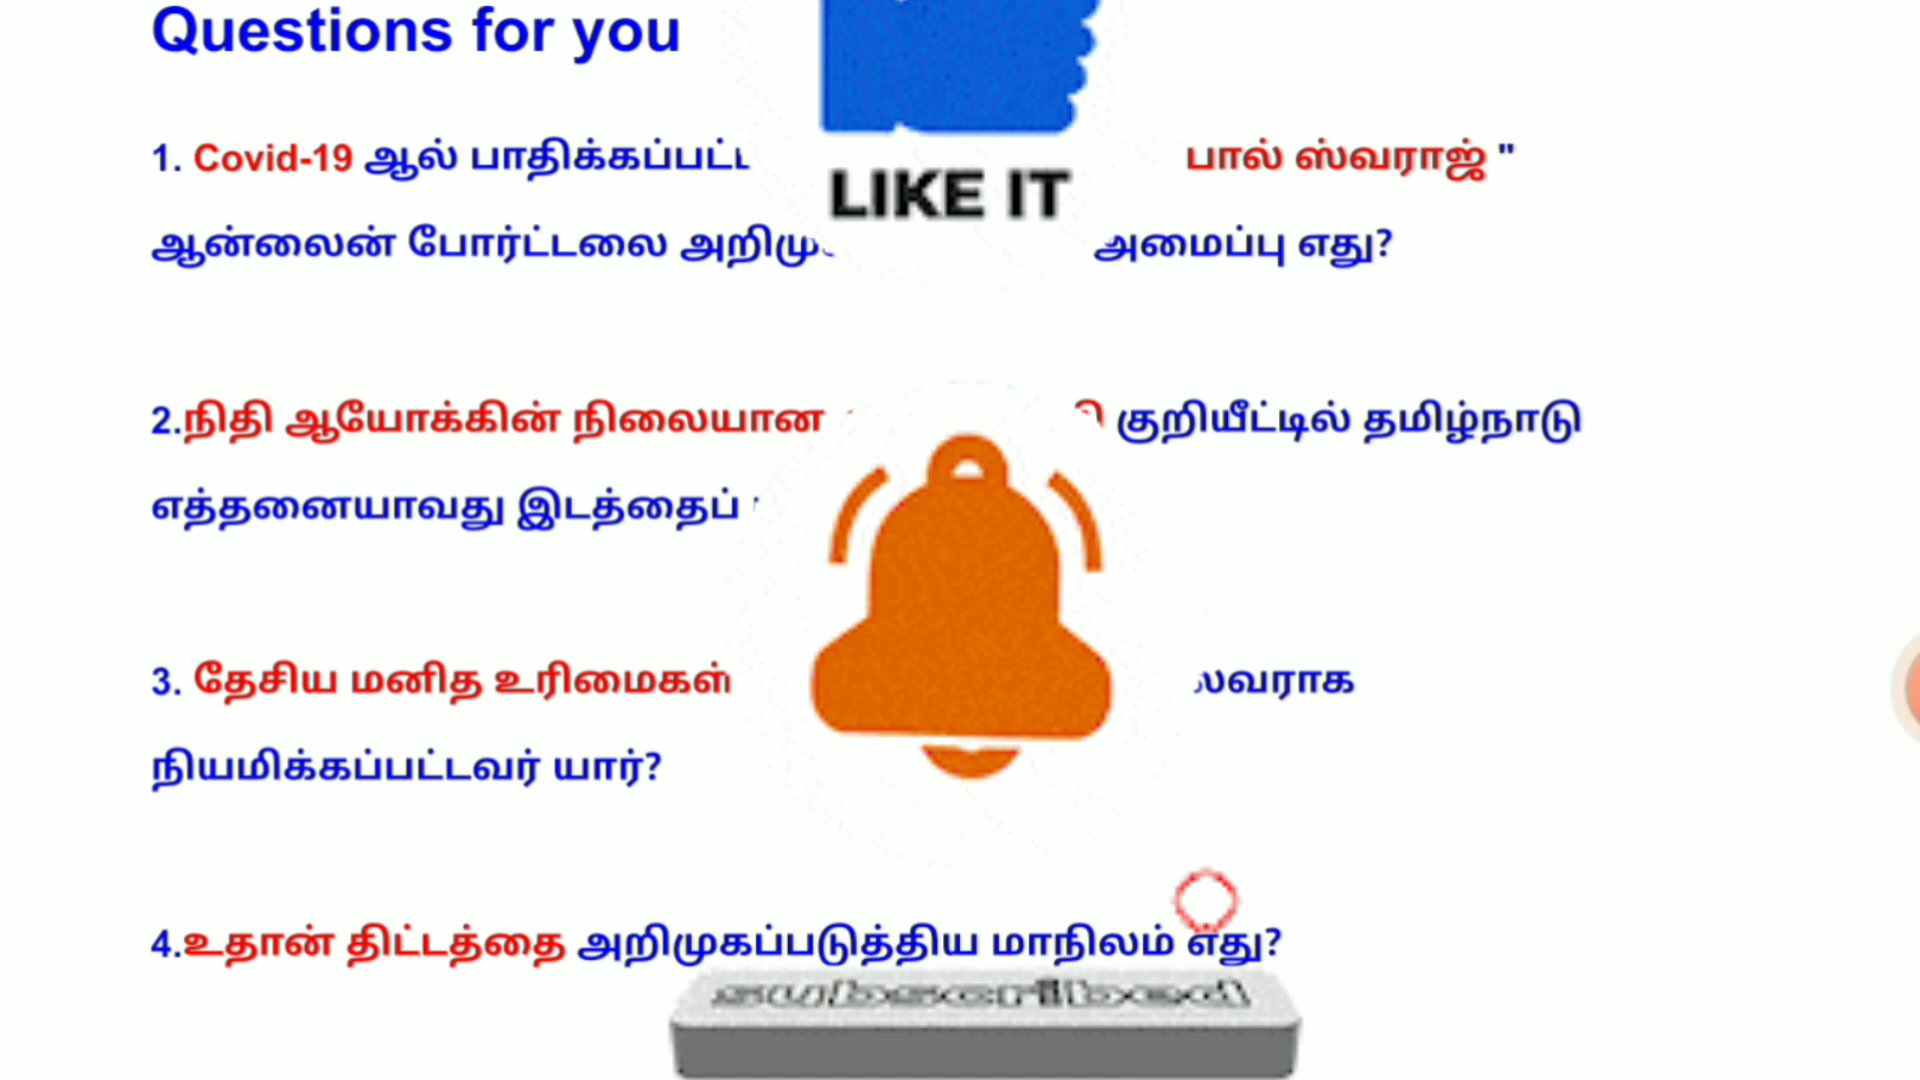 Questions for you
1. Covid-19 ஆல் பாதிக்கப்பட்ட பால் ஸ்வராஜ் "
LIKE IT
ஆன்லைன் போர்ட்டலை அமைப்பு எது?
2.நிதி ஆயோக்கின் நிலையான குறியீட்டில் தமிழ்நாடு
எத்தனையாவது இடத்தைப்
3. தேசிய மனித உரிமைகள்
நியமிக்கப்பட்டவர் யார்?
4.உதான் திட்டத்தை அறிமுகப்படுத்திய மாநிலம் எது?
subscribed